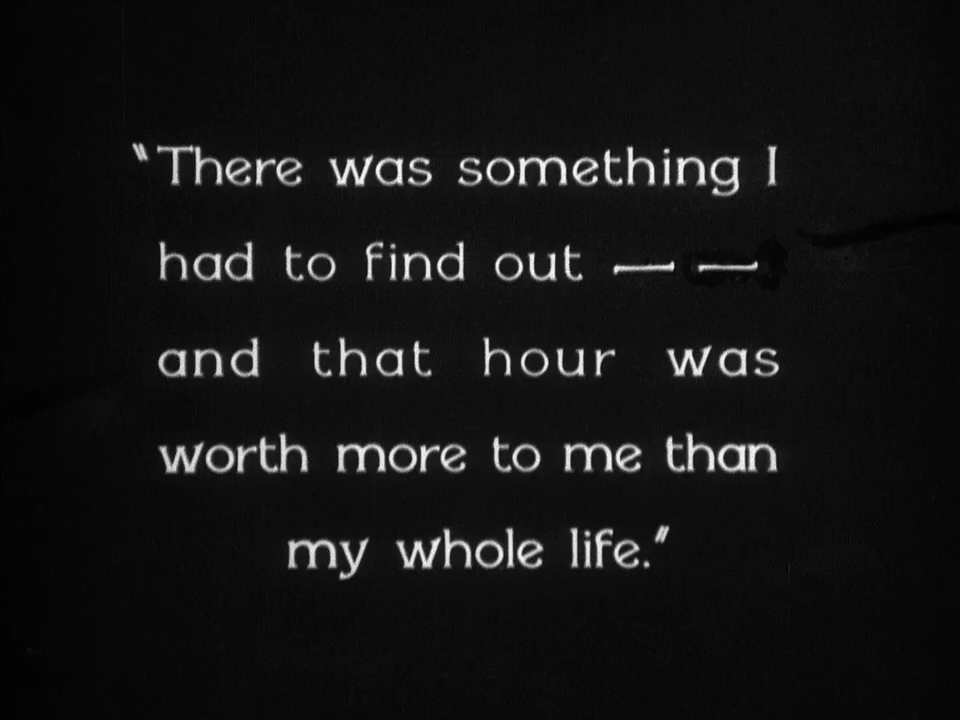 "There was something I
had to find out — —
and that hour was
worth more to me than
my whole life."